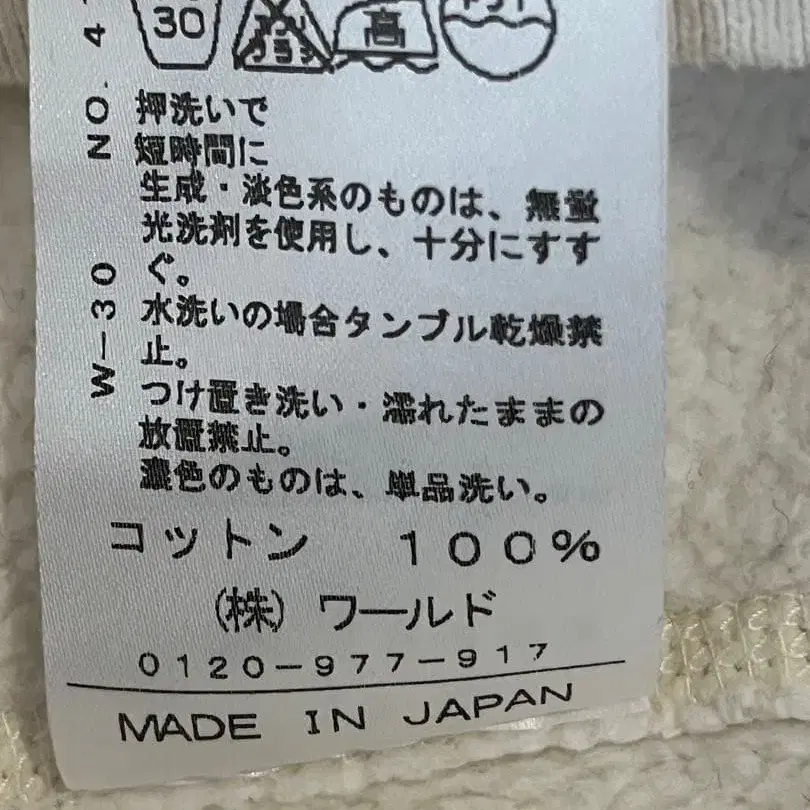 30
高
押洗いで
短時間に
生成・淡色系のものは、無蛍
光洗剤を使用し、十分にすす
ぐ。
水洗いの場合タンブル乾燥禁
止。
つけ置き洗い・濡れたままの
放置禁止。
濃色のものは、単品洗い。
コットン 100%
(株) ワールド
0120-977-917
MADE IN JAPAN
NO. 4
W-30